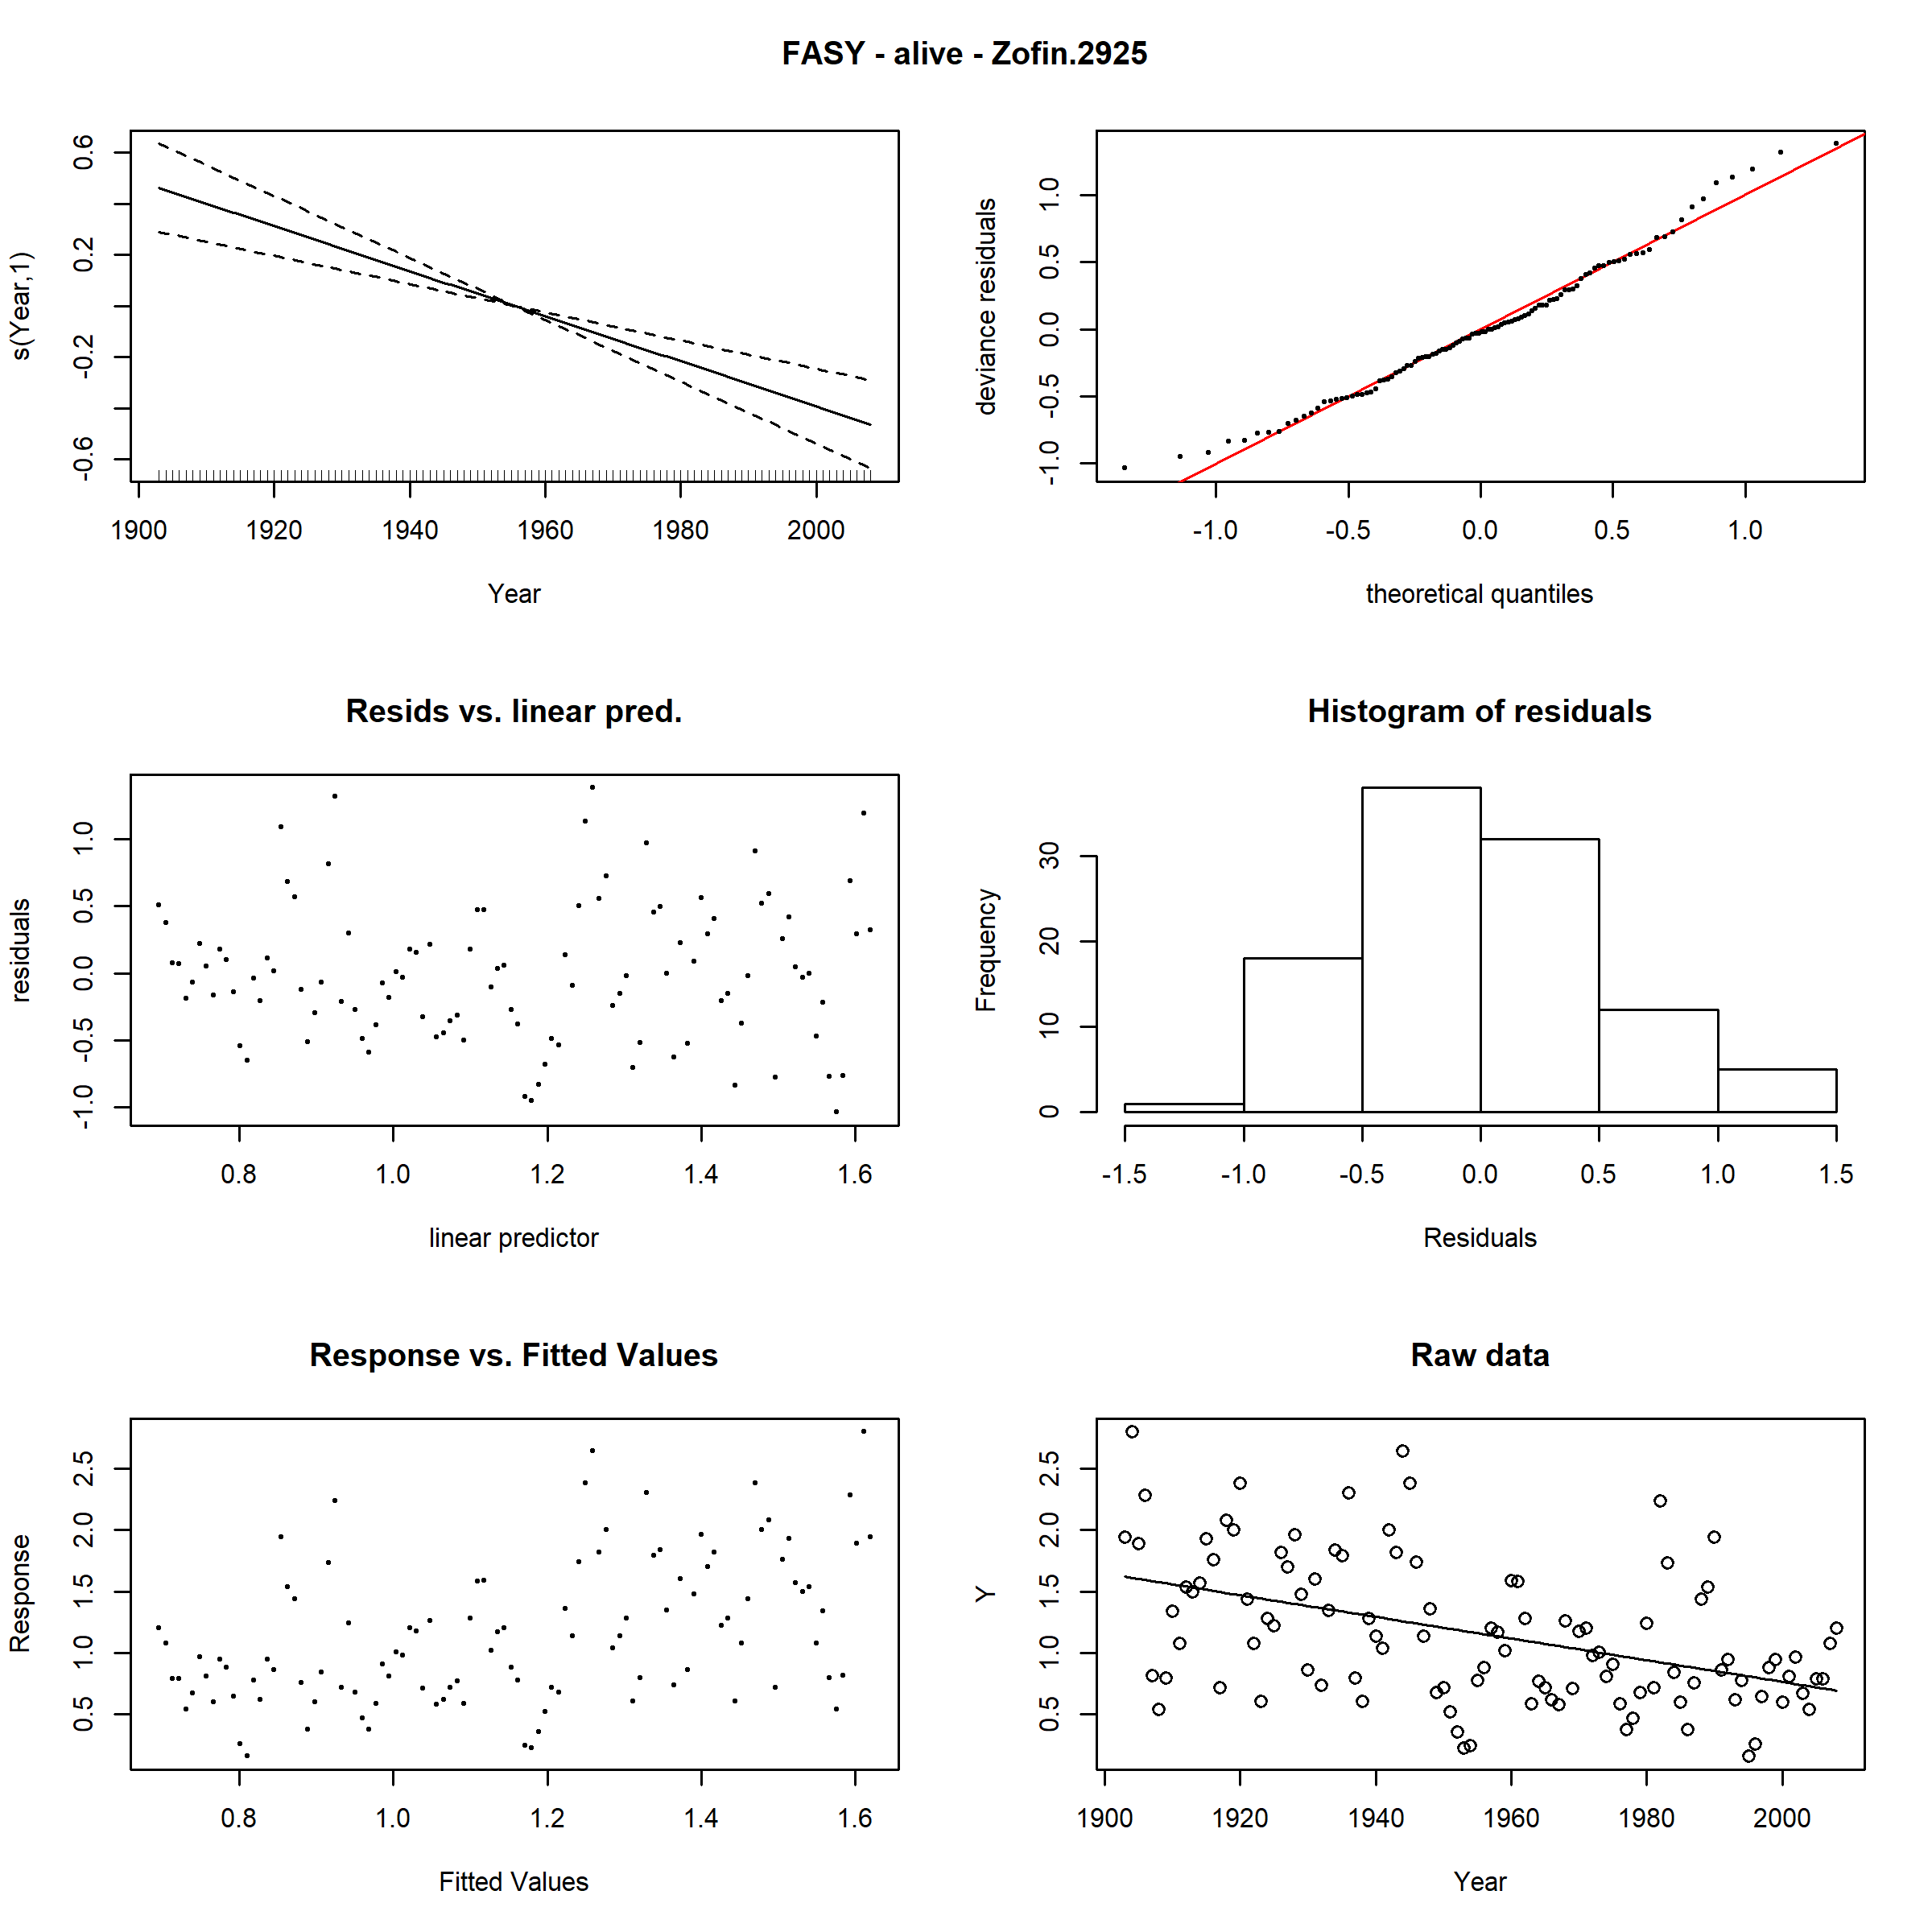 FASY - alive - Zofin.2925
s(Year,1)
0.6
0.2
-0.2
-0.6
1900 1920 1940 1960 1980 2000
Year
deviance residuals
1.0
0.5
0.0
-0.5
-1.0
-1.0 -0.5 0.0 0.5 1.0
theoretical quantiles
Resids vs. linear pred.
residuals
1.0
0.5
0.0
-0.5
-1.0
0.8 1.0 1.2 1.4 1.6
linear predictor
Histogram of residuals
Frequency
30
20
10
0
-1.5 -1.0 -0.5 0.0 0.5 1.0 1.5
Residuals
Response vs. Fitted Values
Response
2.5
2.0
1.5
1.0
0.5
0.8 1.0 1.2 1.4 1.6
Fitted Values
Raw data
Y
2.5
2.0
1.5
1.0
0.5
1900 1920 1940 1960 1980 2000
Year